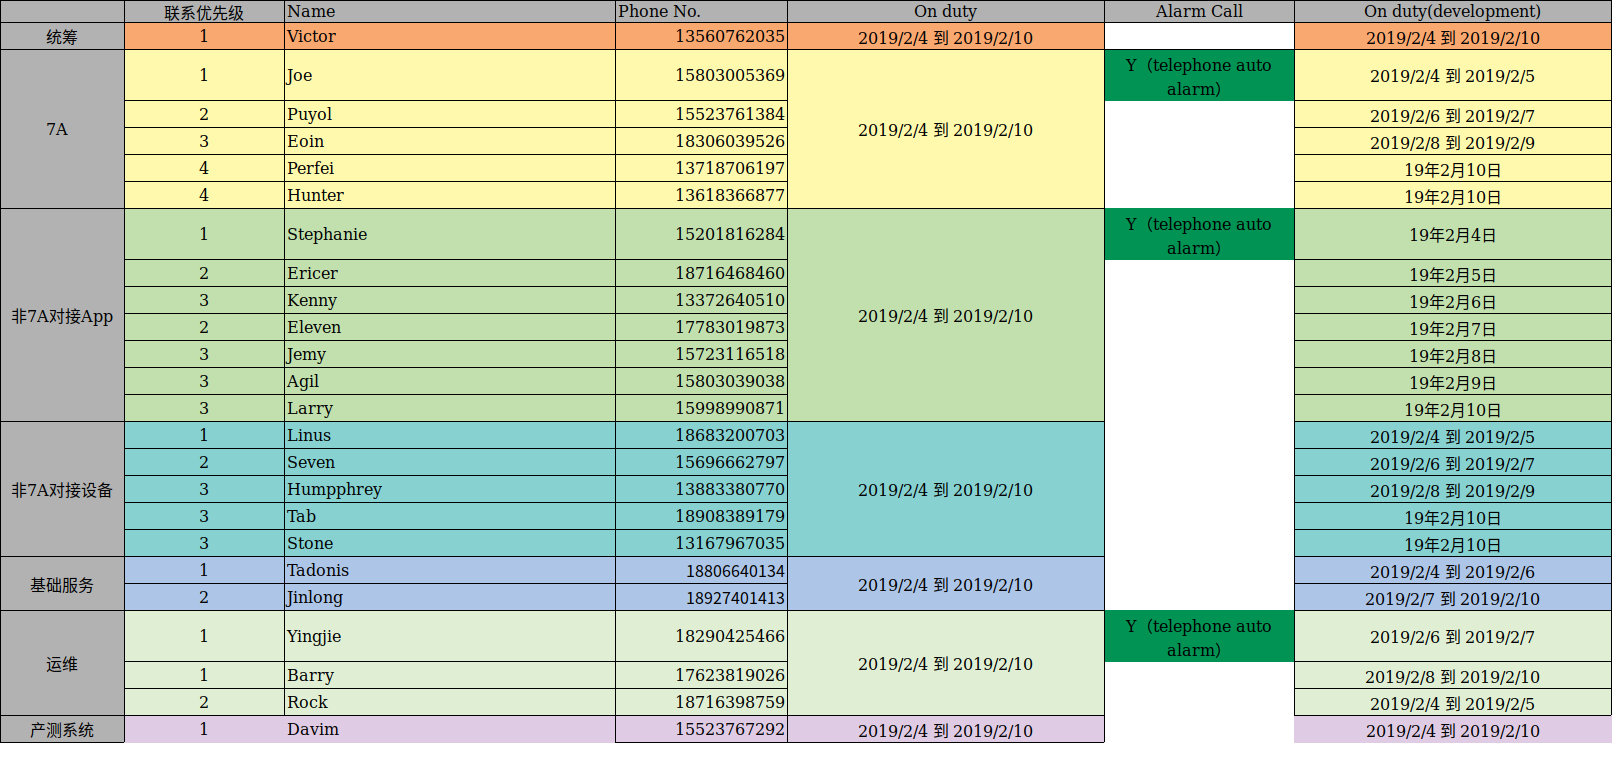 联系优先级 Name Phone No. On duty Alarm Call On duty(development)
统筹 1 Victor 13560762035 2019/2/4 到 2019/2/10 2019/2/4 到 2019/2/10
7A 1 Joe 15803005369 2019/2/4 到 2019/2/10 Y（telephone auto alarm） 2019/2/4 到 2019/2/5
2 Puyol 15523761384 2019/2/6 到 2019/2/7
3 Eoin 18306039526 2019/2/8 到 2019/2/9
4 Perfei 13718706197 19年2月10日
4 Hunter 13618366877 19年2月10日
非7A对接App 1 Stephanie 15201816284 2019/2/4 到 2019/2/10 Y（telephone auto alarm） 19年2月4日
2 Ericer 18716468460 19年2月5日
3 Kenny 13372640510 19年2月6日
2 Eleven 17783019873 19年2月7日
3 Jemy 15723116518 19年2月8日
3 Agil 15803039038 19年2月9日
3 Larry 15998990871 19年2月10日
非7A对接设备 1 Linus 18683200703 2019/2/4 到 2019/2/10 2019/2/4 到 2019/2/5
2 Seven 15696662797 2019/2/6 到 2019/2/7
3 Humpphrey 13883380770 2019/2/8 到 2019/2/9
3 Tab 18908389179 19年2月10日
3 Stone 13167967035 19年2月10日
基础服务 1 Tadonis 18806640134 2019/2/4 到 2019/2/10 2019/2/4 到 2019/2/6
2 Jinlong 18927401413 2019/2/7 到 2019/2/10
运维 1 Yingjie 18290425466 2019/2/4 到 2019/2/10 Y（telephone auto alarm） 2019/2/6 到 2019/2/7
1 Barry 17623819026 2019/2/8 到 2019/2/10
2 Rock 18716398759 2019/2/4 到 2019/2/5
产测系统 1 Davim 15523767292 2019/2/4 到 2019/2/10 2019/2/4 到 2019/2/10